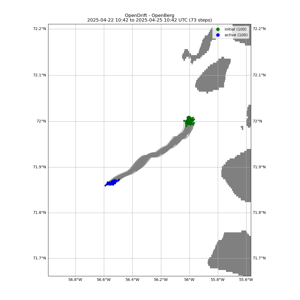 OpenDrift - OpenBerg
2025-04-22 10:42 to 2025-04-25 10:42 UTC (73 steps)
initial (100)
active (100)
72.2°N
72.2°N
72.1°N
72.1°N
72°N
72°N
71.9°N
71.9°N
71.8°N
71.8°N
71.7°N
71.7°N
56.8°W
56.6°W
56.4°W
56.2°W
56°W
55.8°W
55.6°W